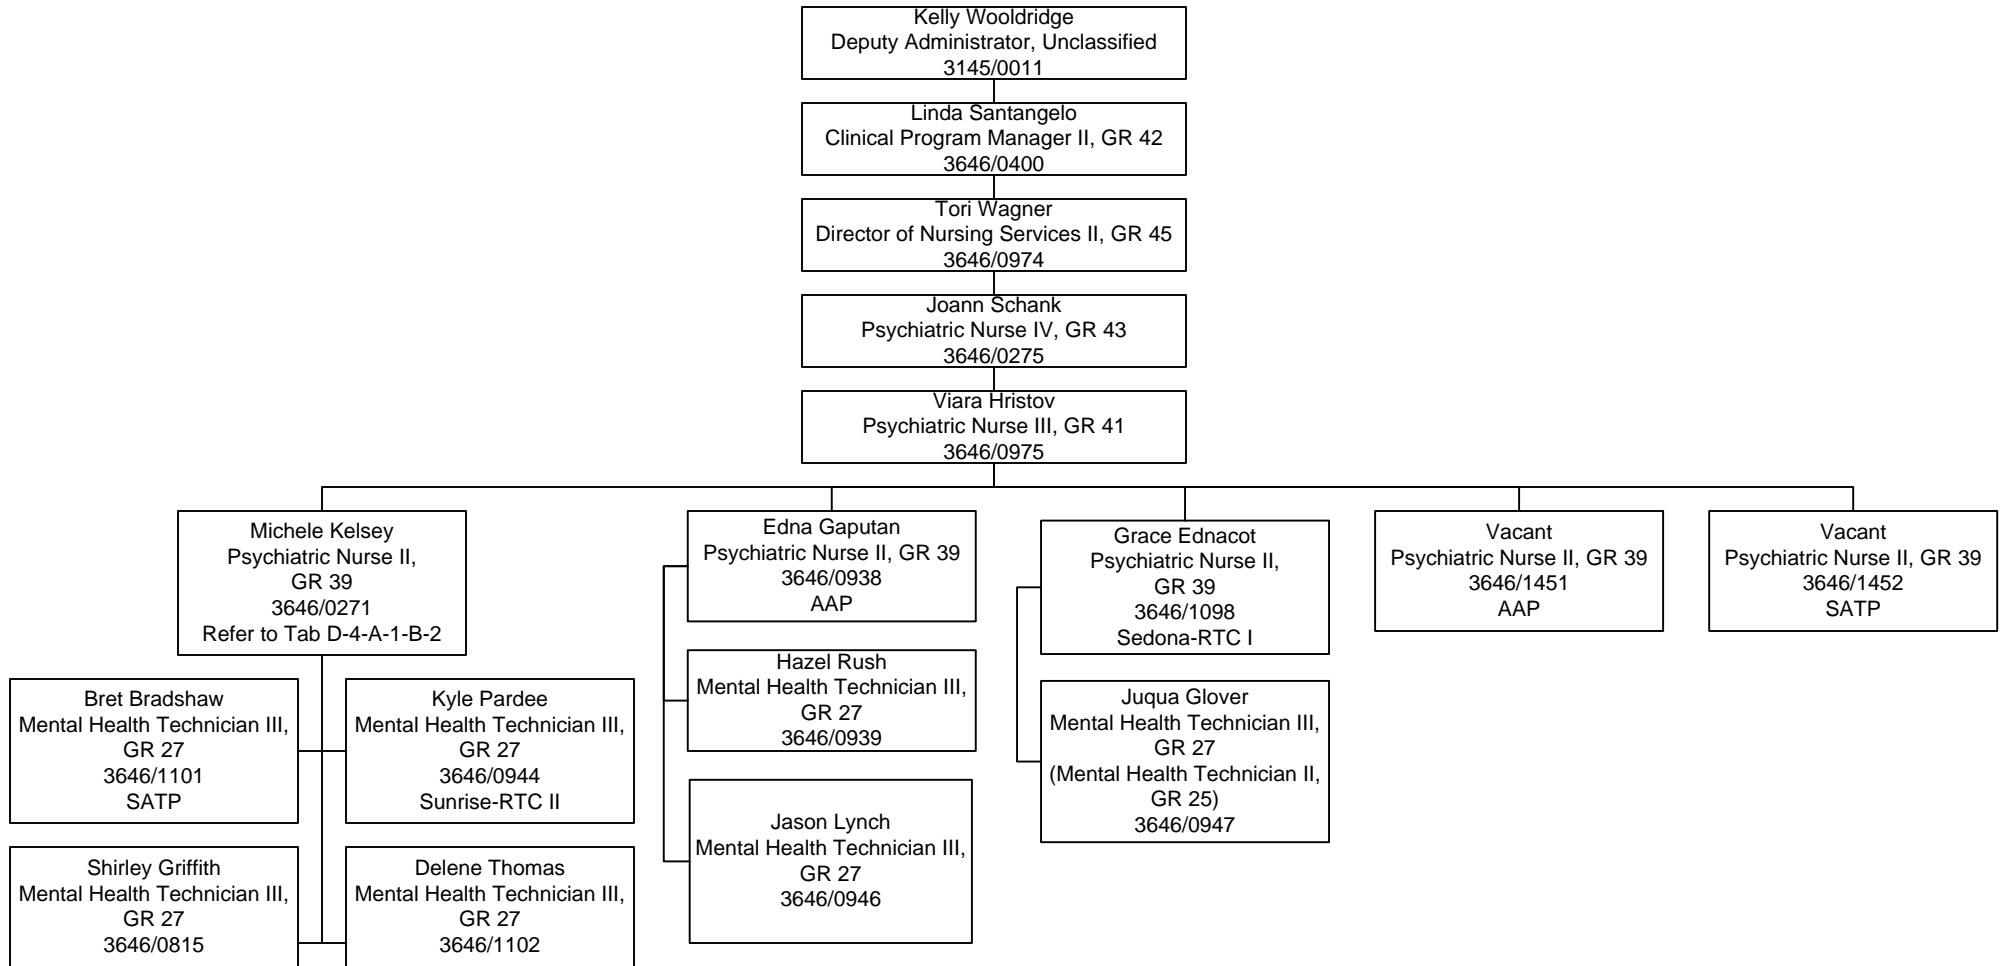 Kelly Wooldridge
Deputy Administrator, Unclassified
3145/0011
Linda Santangelo
Clinical Program Manager II, GR 42
3646/0400
Tori Wagner
Director of Nursing Services II, GR 45
3646/0974
Joann Schank
Psychiatric Nurse IV, GR 43
3646/0275
Viara Hristov
Psychiatric Nurse III, GR 41
3646/0975
Michele Kelsey
Psychiatric Nurse II,
GR 39
3646/0271
Refer to Tab D-4-A-1-B-2
Edna Gaputan
Psychiatric Nurse II, GR 39
3646/0938
AAP
Grace Ednacot
Psychiatric Nurse II,
GR 39
3646/1098
Sedona-RTC I
Vacant
Psychiatric Nurse II, GR 39
3646/1451
AAP
Vacant
Psychiatric Nurse II, GR 39
3646/1452
SATP
Bret Bradshaw
Mental Health Technician III,
GR 27
3646/1101
SATP
Kyle Pardee
Mental Health Technician III,
GR 27
3646/0944
Sunrise-RTC II
Hazel Rush
Mental Health Technician III,
GR 27
3646/0939
Juqua Glover
Mental Health Technician III,
GR 27
(Mental Health Technician II,
GR 25)
3646/0947
Jason Lynch
Mental Health Technician III,
GR 27
3646/0946
Shirley Griffith
Mental Health Technician III,
GR 27
3646/0815
Delene Thomas
Mental Health Technician III,
GR 27
3646/1102